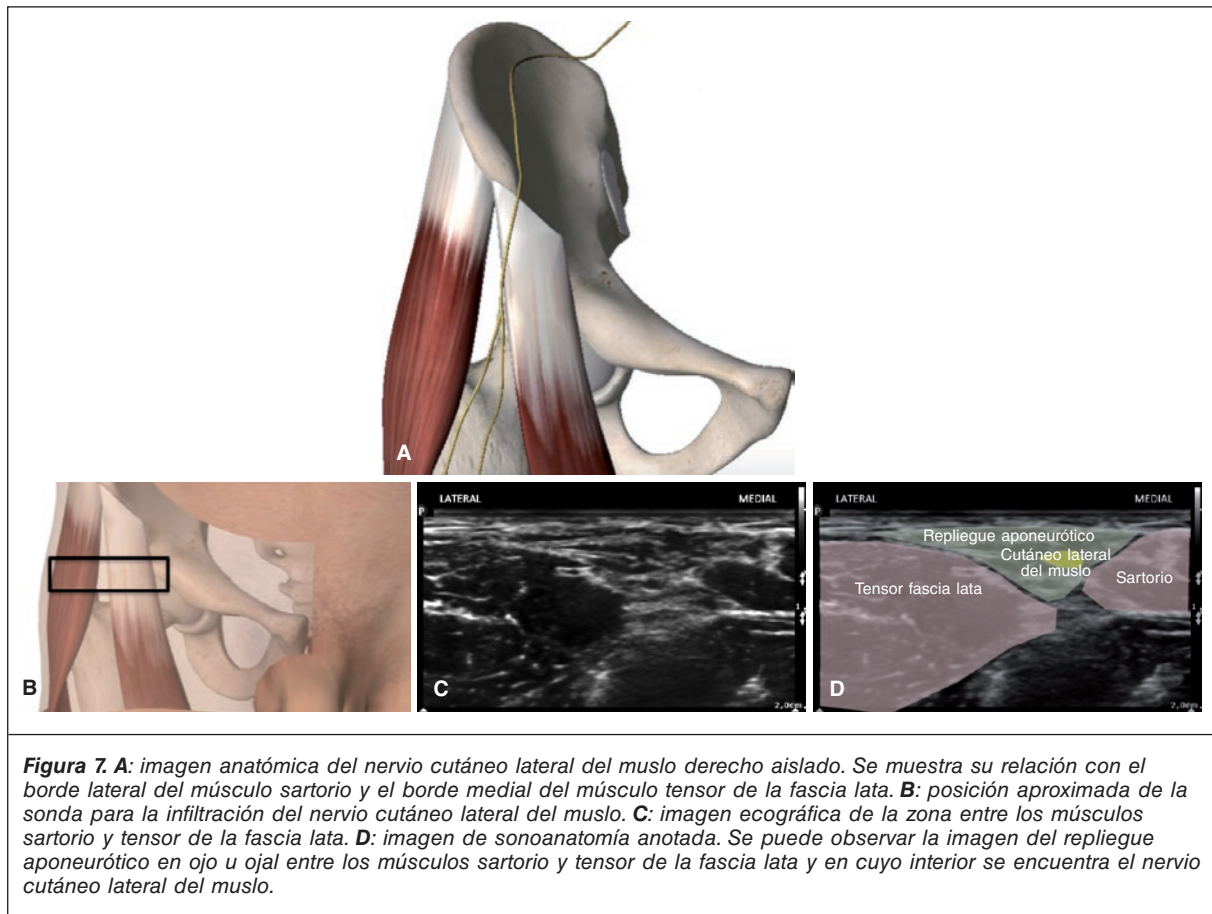 A
B
LATERAL MEDIAL
P
1
2,0cm
C
LATERAL MEDIAL
Repliegue aponeurótico
Cutáneo lateral
del muslo
Tensor fascia lata
Sartorio
1
2,0cm
D
Figura 7. A: imagen anatómica del nervio cutáneo lateral del muslo derecho aislado. Se muestra su relación con el
borde lateral del músculo sartorio y el borde medial del músculo tensor de la fascia lata. B: posición aproximada de la
sonda para la infiltración del nervio cutáneo lateral del muslo. C: imagen ecográfica de la zona entre los músculos
sartorio y tensor de la fascia lata. D: imagen de sonoanatomía anotada. Se puede observar la imagen del repliegue
aponeurótico en ojo u ojal entre los músculos sartorio y tensor de la fascia lata y en cuyo interior se encuentra el nervio
cutáneo lateral del muslo.